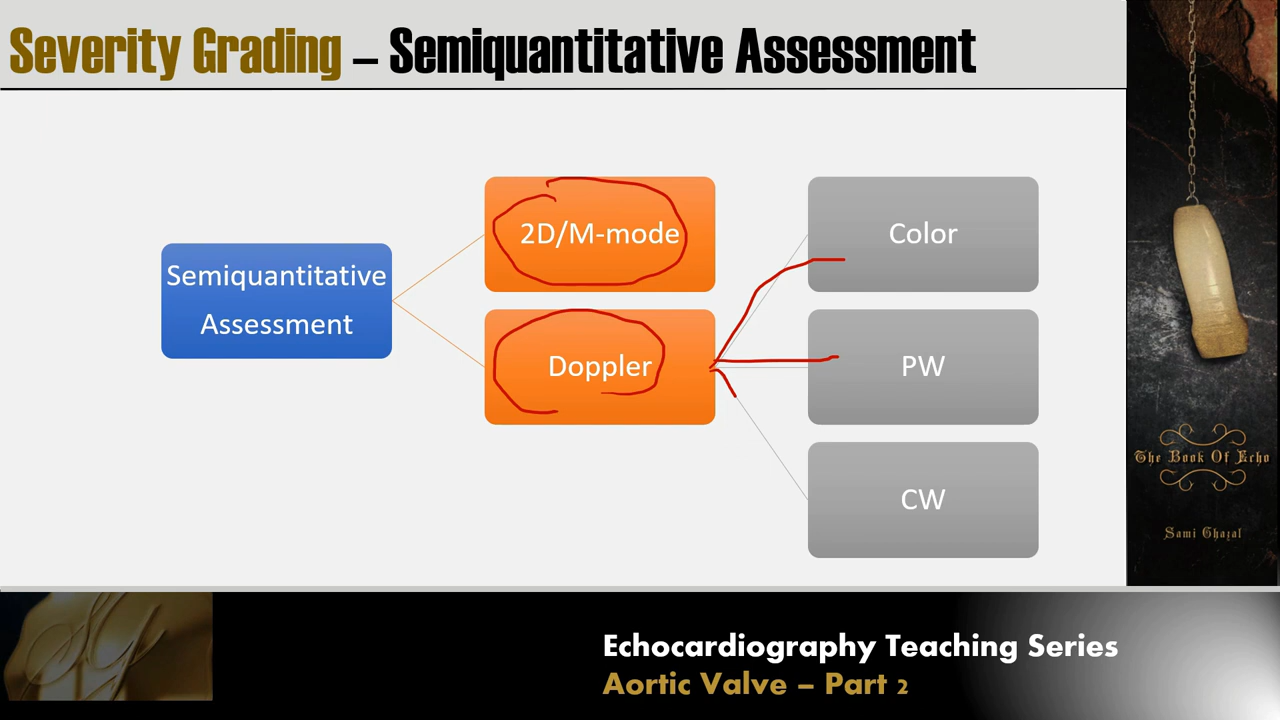 Severity Grading – Semiquantitative Assessment
Semiquantitative
Assessment
2D/M-mode
Doppler
Color
PW
CW
The Book Of Echo
Sami Ghazal
Echocardiography Teaching Series
Aortic Valve – Part 2